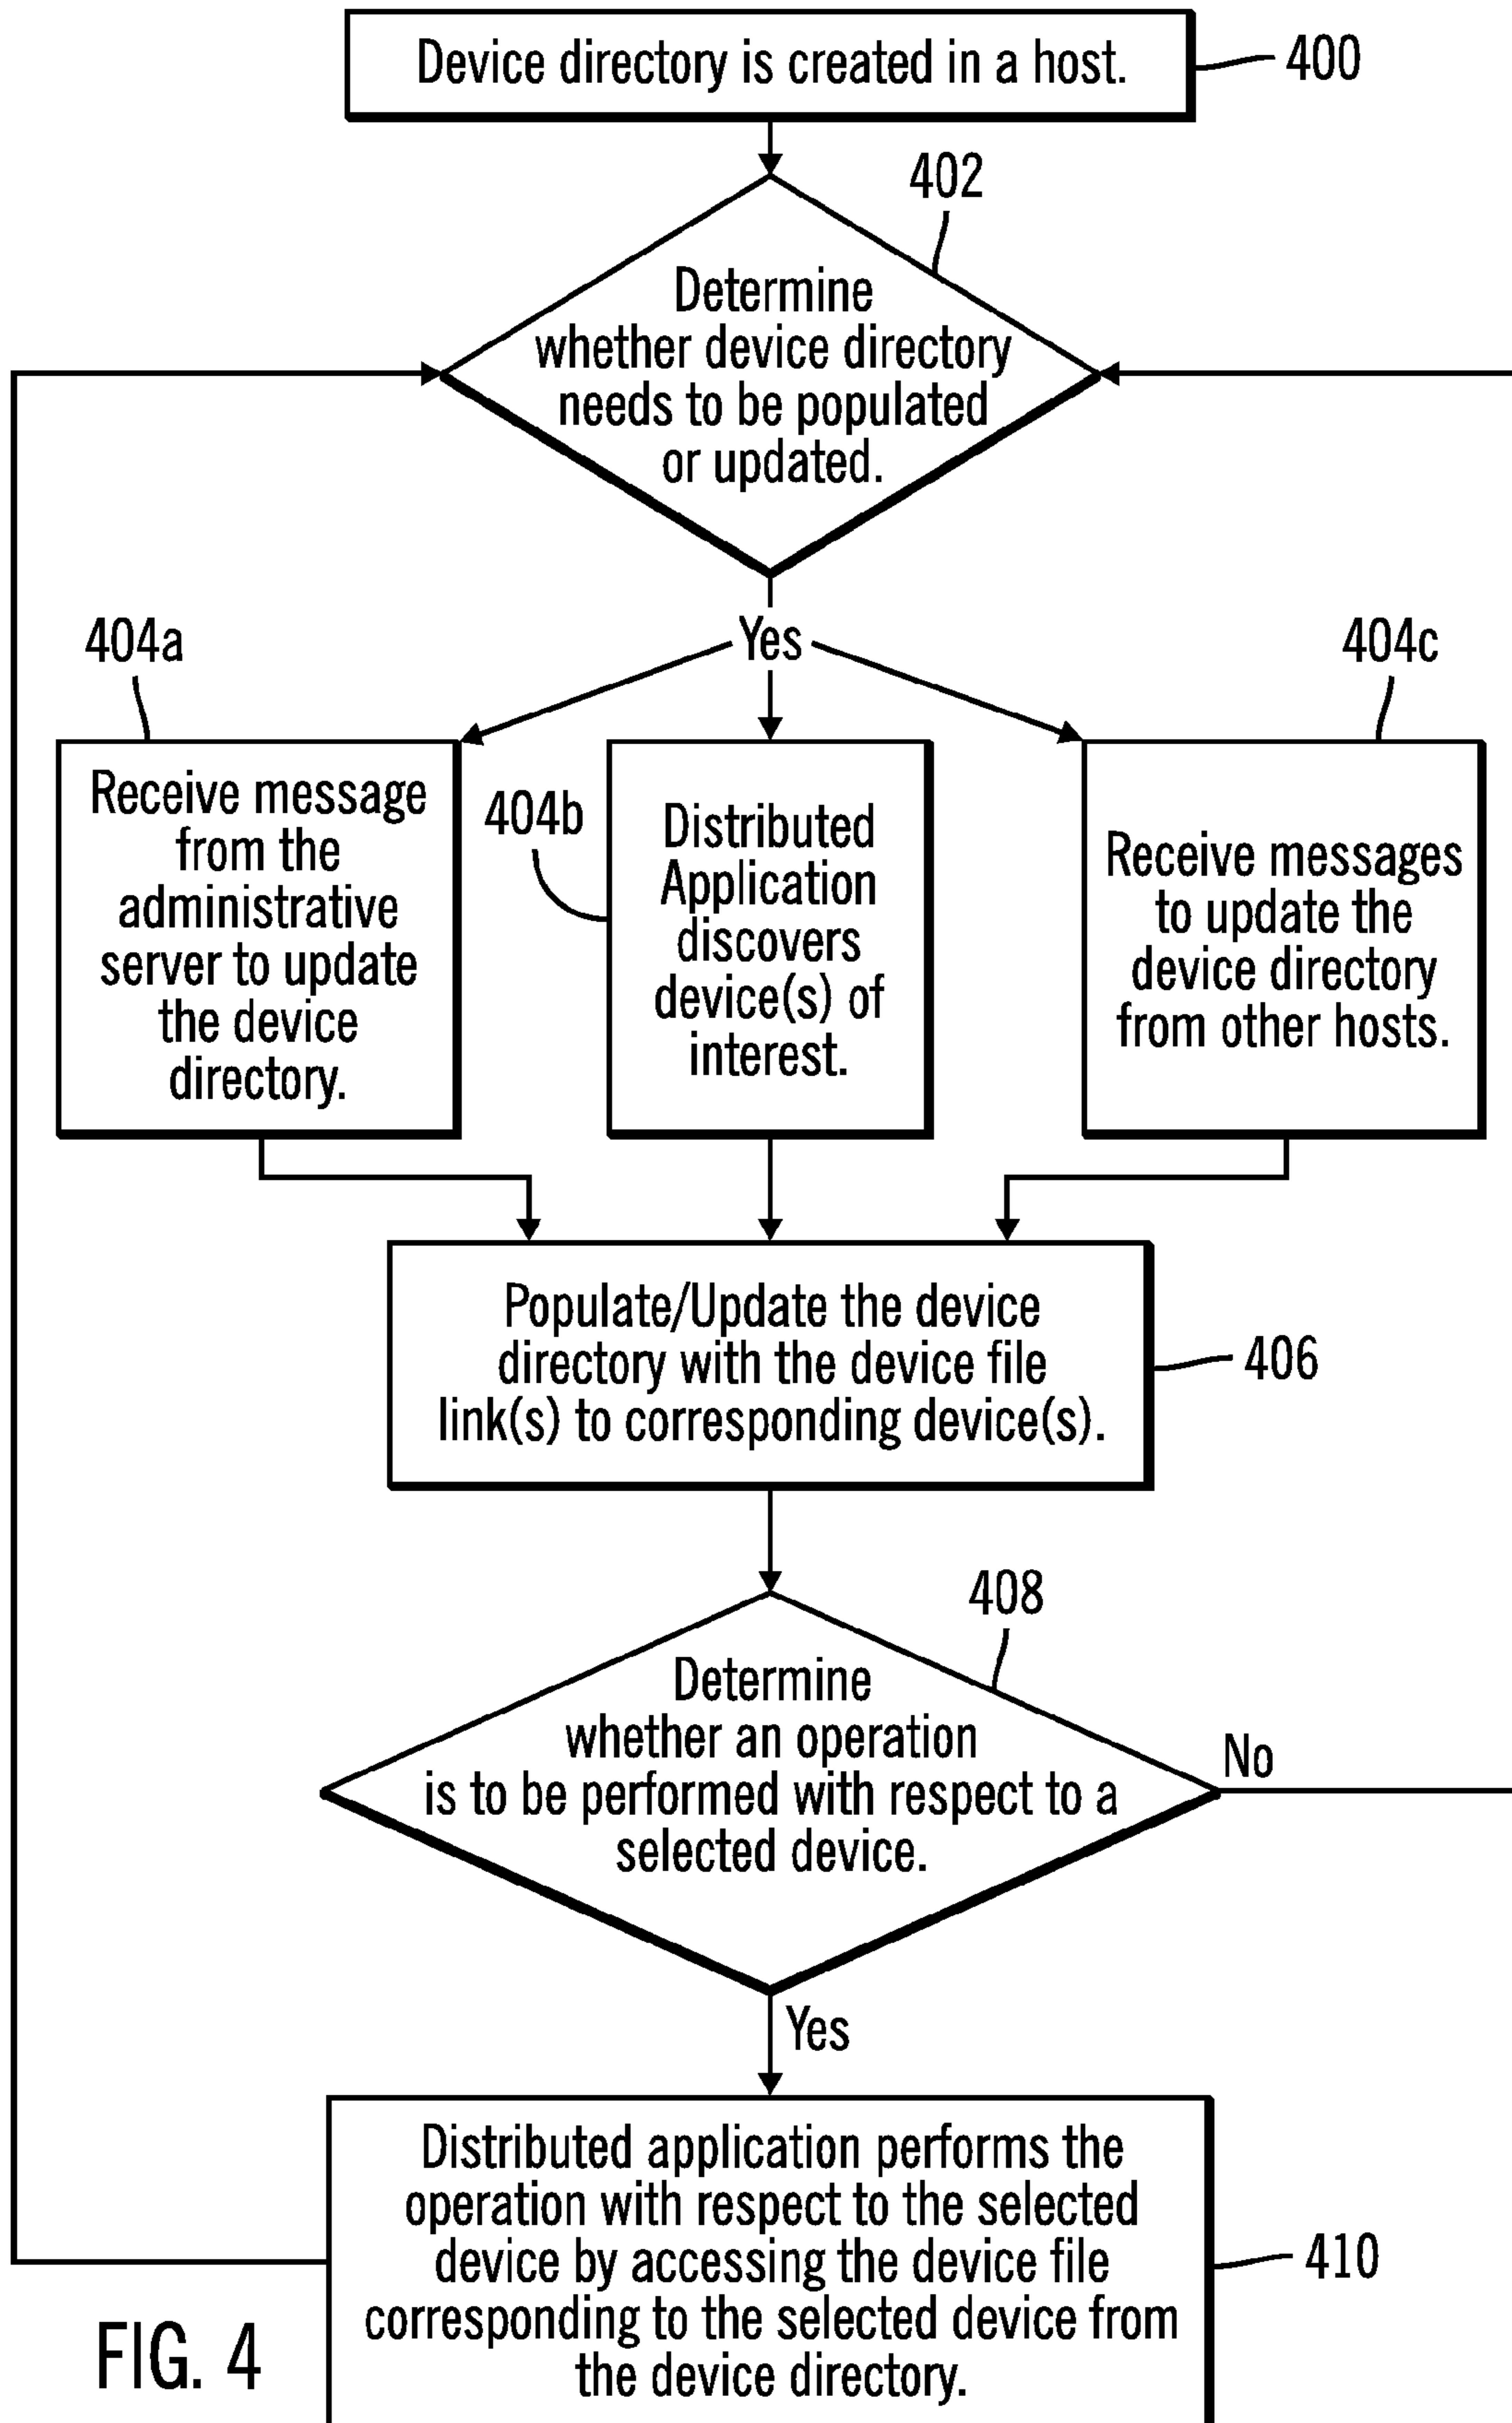 Device directory is created in a host.
400
402
Determine
whether device directory
needs to be populated
or updated.
Yes
404a
404c
Receive message
from the
administrative
server to update
the device
directory.
404b
Distributed
Application
discovers
device(s) of
interest.
Receive messages
to update the
device directory
from other hosts.
Populate/Update the device
directory with the device file
link(s) to corresponding device(s).
406
408
Determine
whether an operation
is to be performed with respect to a
selected device.
No
Yes
Distributed application performs the
operation with respect to the selected
device by accessing the device file
corresponding to the selected device from
the device directory.
410
FIG. 4